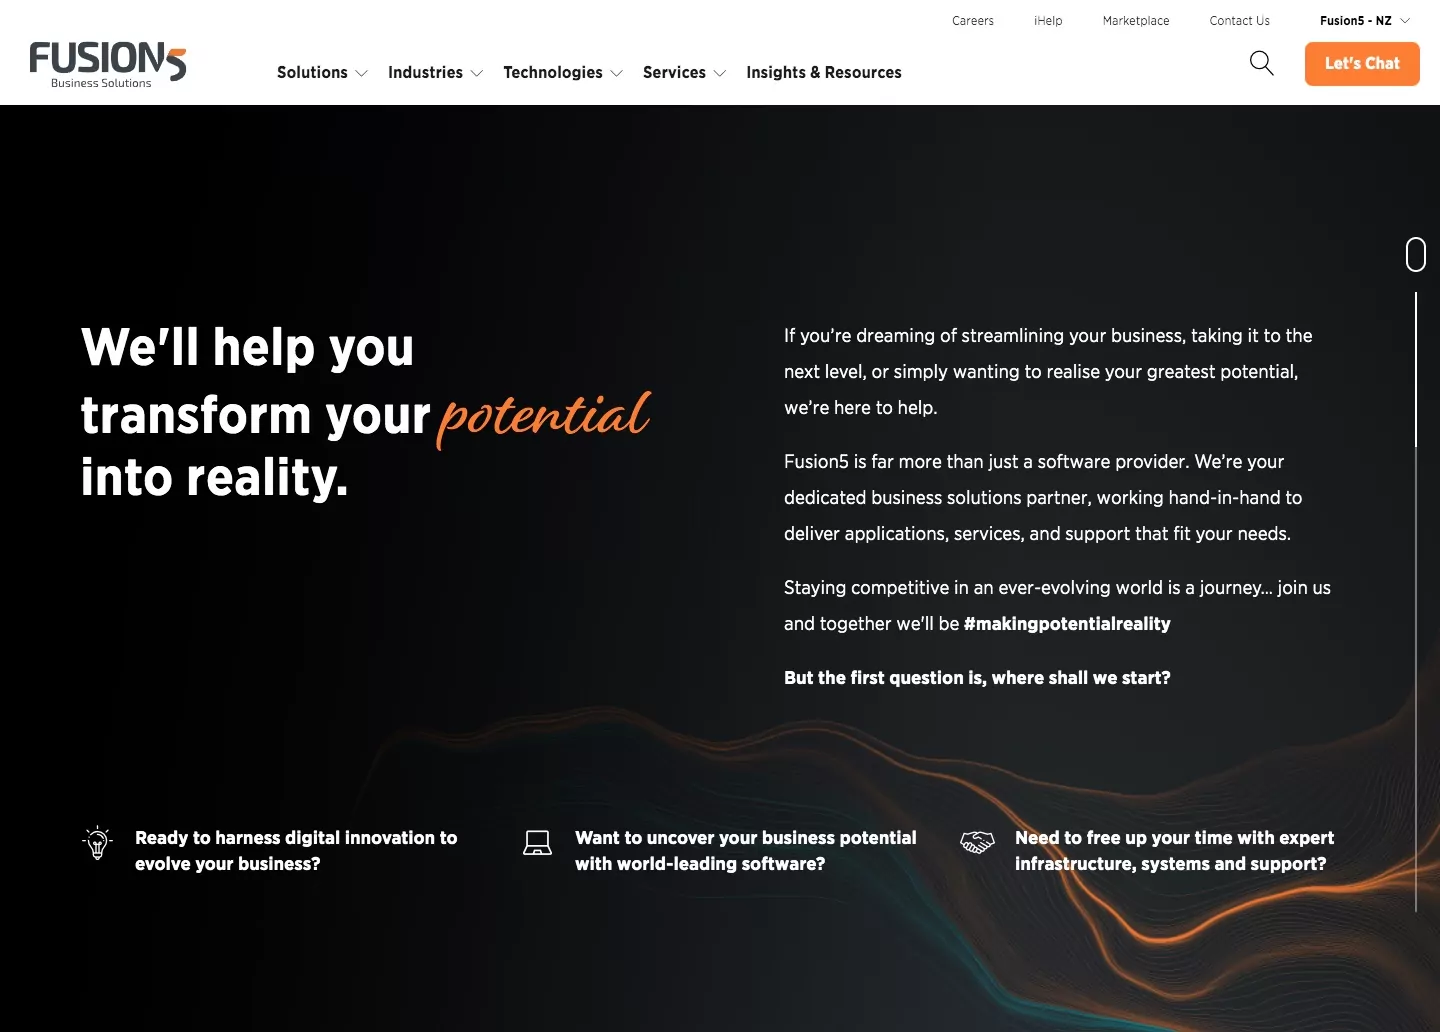 Careers
iHelp
Marketplace
Contact Us
Fusion5 - NZ
FUSION5
Business Solutions
Solutions
Industries
Technologies
Services
Insights & Resources
Let's Chat
We'll help you
transform your potential
into reality.
If you’re dreaming of streamlining your business, taking it to the
next level, or simply wanting to realise your greatest potential,
we’re here to help.
Fusion5 is far more than just a software provider. We’re your
dedicated business solutions partner, working hand-in-hand to
deliver applications, services, and support that fit your needs.
Staying competitive in an ever-evolving world is a journey... join us
and together we'll be #makingpotentialreality
But the first question is, where shall we start?
Ready to harness digital innovation to
evolve your business?
Want to uncover your business potential
with world-leading software?
Need to free up your time with expert
infrastructure, systems and support?